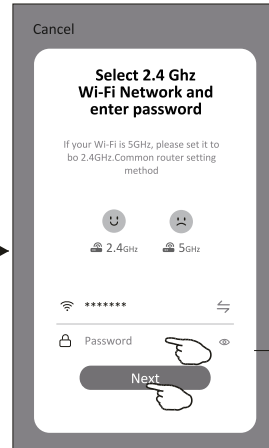 Cancel
Select 2.4 Ghz
Wi-Fi Network and
enter password
If your Wi-Fi is 5GHz, please set it to
bo 2.4GHz.Common router setting
method
2.4GHz 5GHz
*******
Password
Next